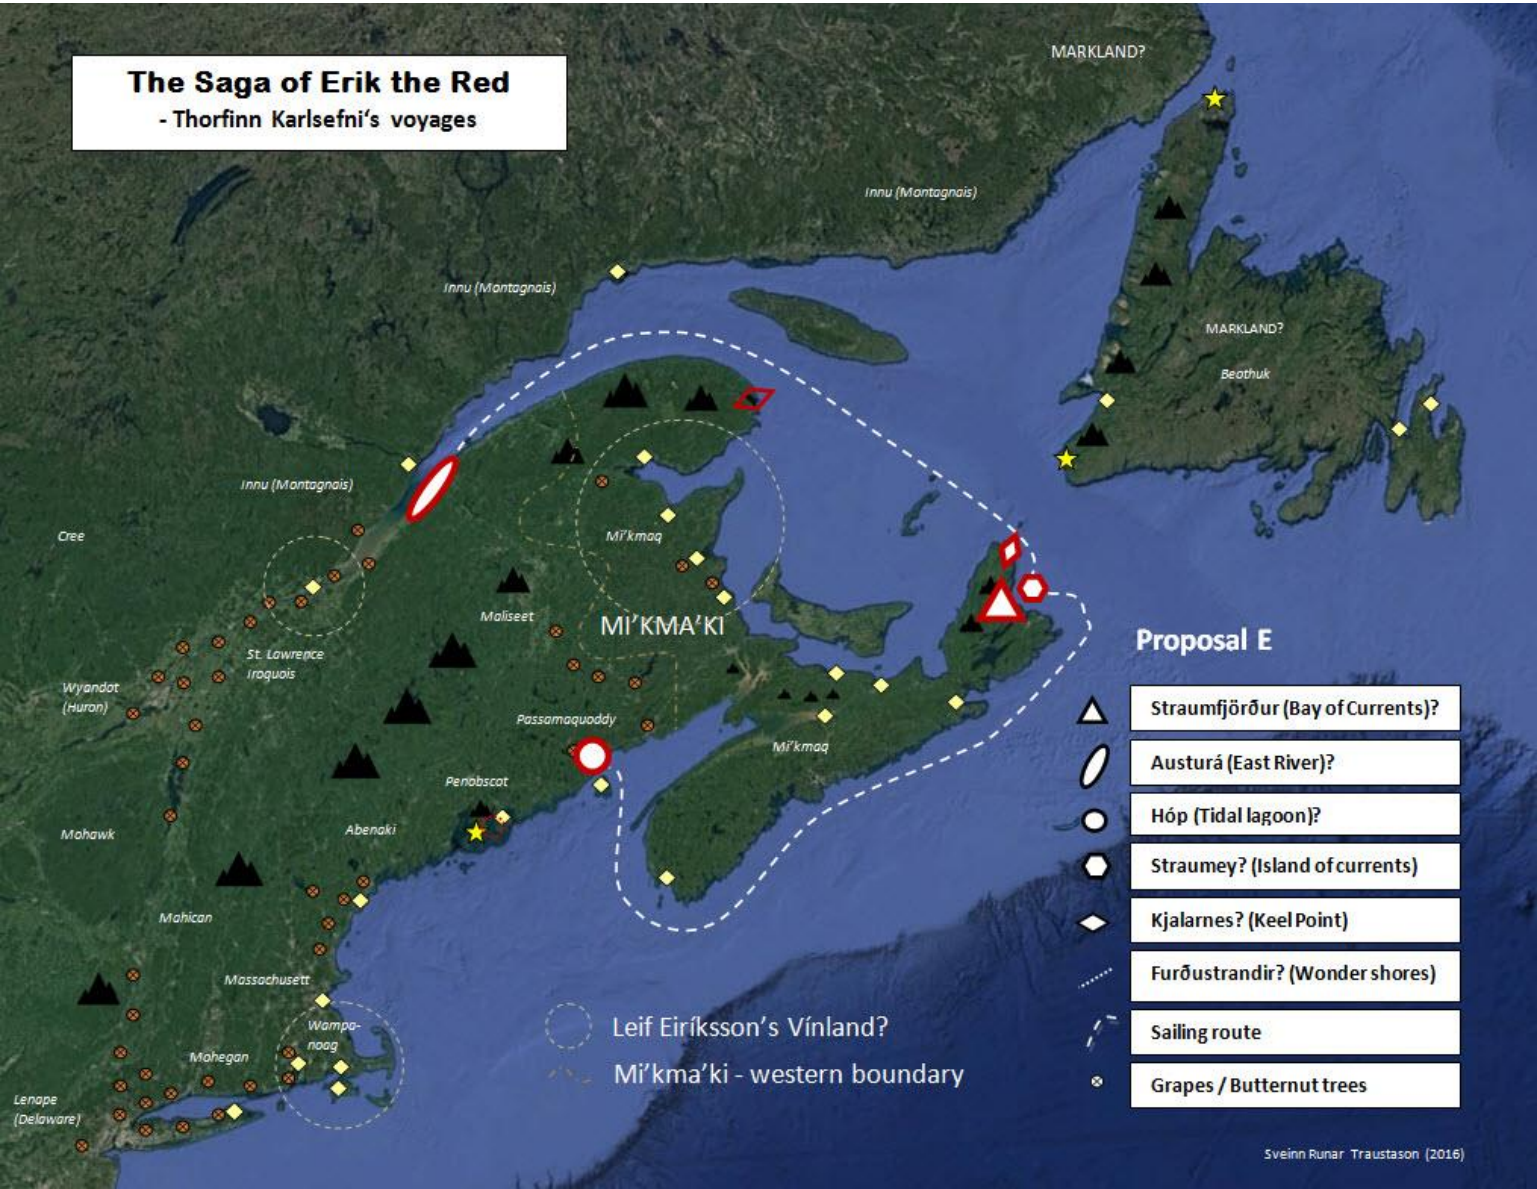 The Saga of Erik the Red
- Thorfinn Karlsefni‘s voyages
MARKLAND?
Innu (Montagnais)
Innu (Montagnais)
MARKLAND?
Beothuk
Innu (Montagnais)
Cree
Mi’kmaq
Maliseet
MI’KMA’KI
St. Lawrence
Iroquois
Wyandot
(Huron)
Passamaquoddy
Mi’kmaq
Penobscot
Abenaki
Mohawk
Mahican
Massachusett
Wampa-
noag
Mohegan
Lenape
(Delaware)
Proposal E
Straumfjörður (Bay of Currents)?
Austurá (East River)?
Hóp (Tidal lagoon)?
Straumey? (Island of currents)
Kjalarnes? (Keel Point)
Furðustrandir? (Wonder shores)
Sailing route
Grapes / Butternut trees
Leif Eiríksson’s Vínland?
Mi’kma’ki - western boundary
Sveinn Runar Traustason (2016)